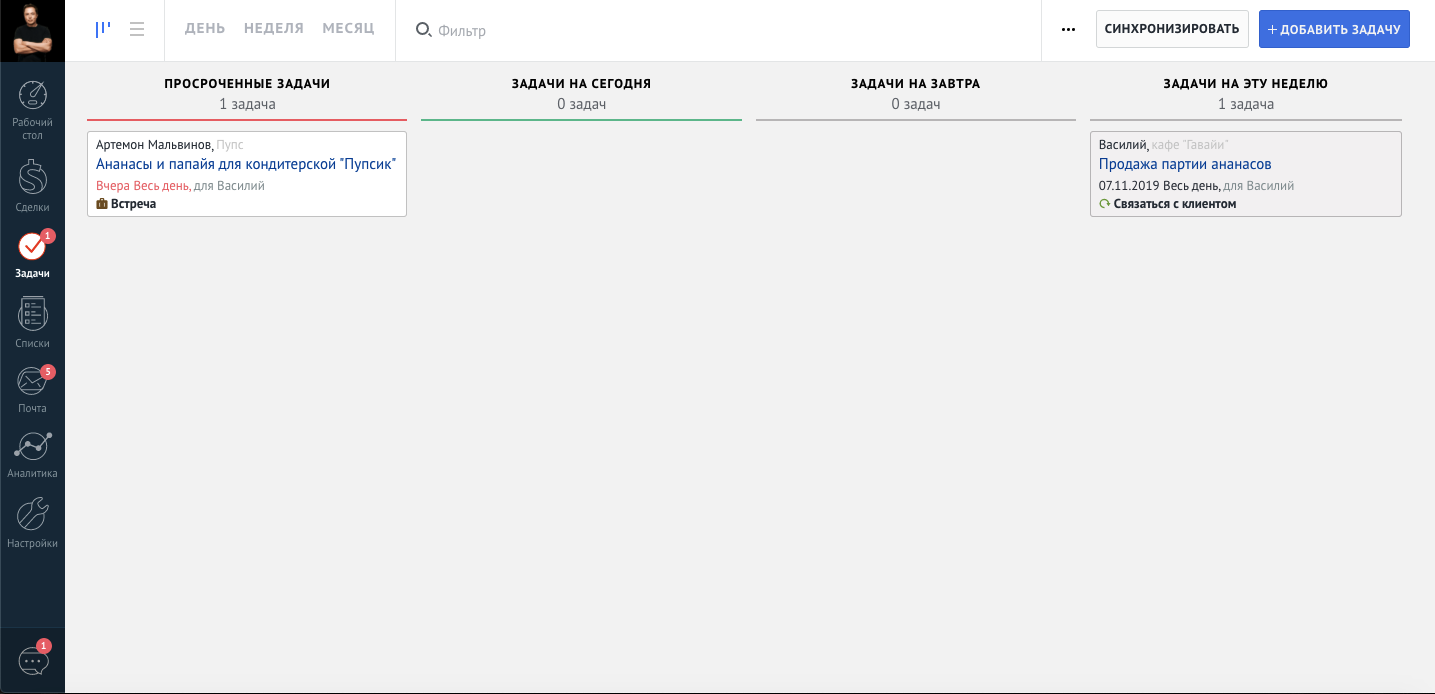 ДЕНЬ НЕДЕЛЯ МЕСЯЦ
Фильтр
СИНХРОНИЗИРОВАТЬ
ДОБАВИТЬ ЗАДАЧУ
Рабочий
стол
Сделки
1
Задачи
Списки
5
Почта
Аналитика
Настройки
1
ПРОСРОЧЕННЫЕ ЗАДАЧИ
1 задача
Артемон Мальвинов, Пупс
Ананасы и папайя для кондитерской "Пупсик"
Вчера Весь день, для Василий
Встреча
ЗАДАЧИ НА СЕГОДНЯ
0 задач
ЗАДАЧИ НА ЗАВТРА
0 задач
ЗАДАЧИ НА ЭТУ НЕДЕЛЮ
1 задача
Василий, кафе "Гавайи"
Продажа партии ананасов
07.11.2019 Весь день, для Василий
Связаться с клиентом